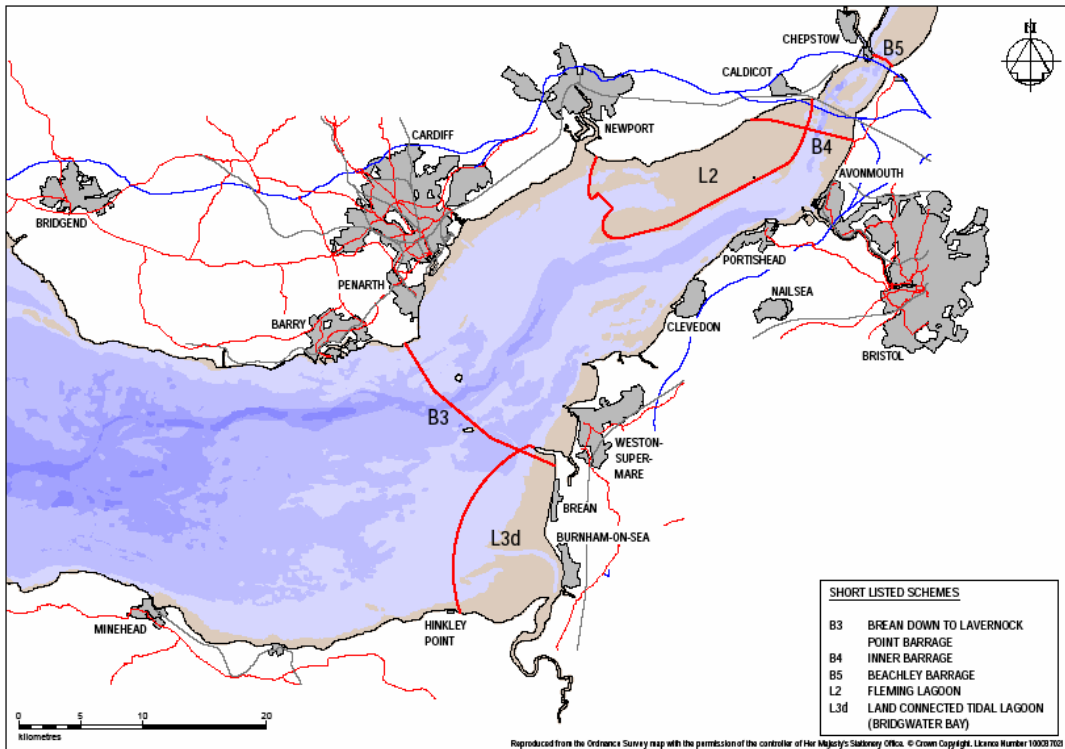 N
CHEPSTOW
B5
CALDICOT
NEWPORT
CARDIFF
B4
L2
AVONMOUTH
BRIDGEND
PORTISHEAD
PENARTH
NAILSEA
BARRY
CLEVEDON
BRISTOL
B3
WESTON-
SUPER-
MARE
BREAN
L3d
BURNHAM-ON-SEA
HINKLEY
POINT
MINEHEAD
SHORT LISTED SCHEMES
B3 BREAN DOWN TO LAVERNOCK
POINT BARRAGE
B4 INNER BARRAGE
B5 BEACHLEY BARRAGE
L2 FLEMING LAGOON
L3d LAND CONNECTED TIDAL LAGOON
(BRIDGWATER BAY)
0 5 10 20
kilometres
Reproduced from the Ordnance Survey map with the permission of the controller of Her Majesty's Stationery Office. © Crown Copyright. Licence Number